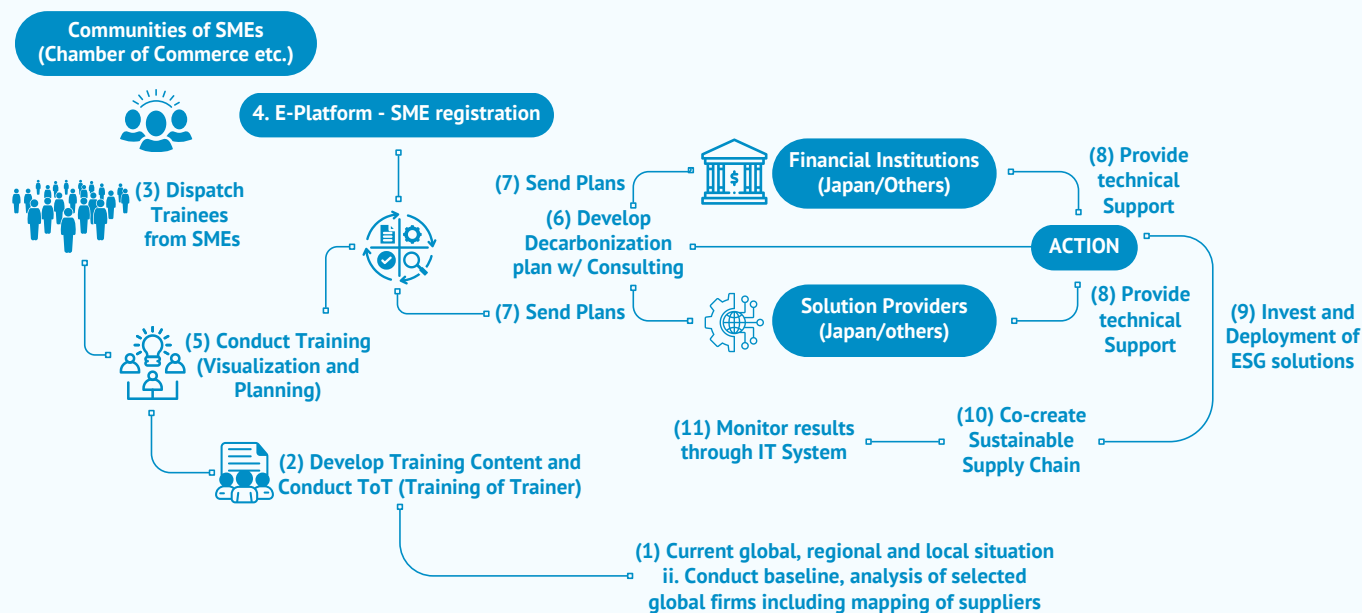 Communities of SMEs
(Chamber of Commerce etc.)
4. E-Platform - SME registration
(3) Dispatch
Trainees
from SMEs
(5) Conduct Training
(Visualization and
Planning)
(2) Develop Training Content and
Conduct ToT (Training of Trainer)
(1) Current global, regional and local situation
ii. Conduct baseline, analysis of selected
global firms including mapping of suppliers
(7) Send Plans
(6) Develop
Decarbonization
plan w/ Consulting
(7) Send Plans
$
Financial Institutions
(Japan/Others)
Solution Providers
(Japan/others)
(8) Provide
technical
Support
ACTION
(8) Provide
technical
Support
(9) Invest and
Deployment of
ESG solutions
(10) Co-create
Sustainable
Supply Chain
(11) Monitor results
through IT System